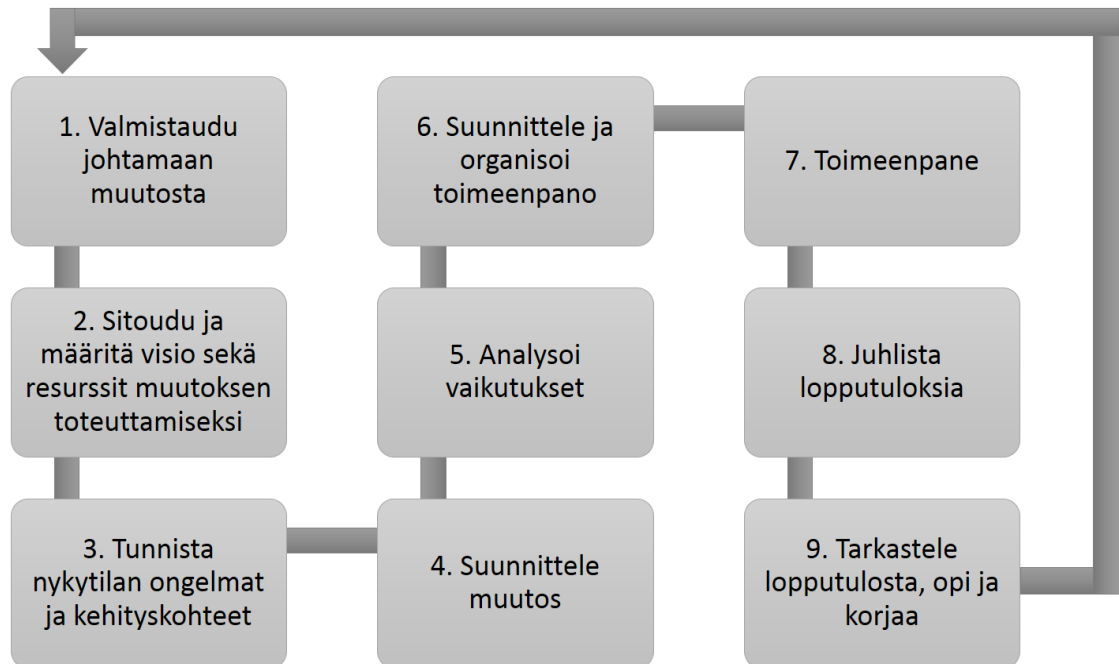 1. Valmistaudu
johtamaan
muutosta
2. Sitoudu ja
määritä visio sekä
resurssit muutoksen
toteuttamiseksi
3. Tunnista
nykytilan ongelmat
ja kehityskohteet
4. Suunnittele
muutos
5. Analysoi
vaikutukset
6. Suunnittele ja
organisoi
toimeenpano
7. Toimeenpane
8. Juhlista
lopputuloksia
9. Tarkastele
lopputulosta, opi ja
korjaa